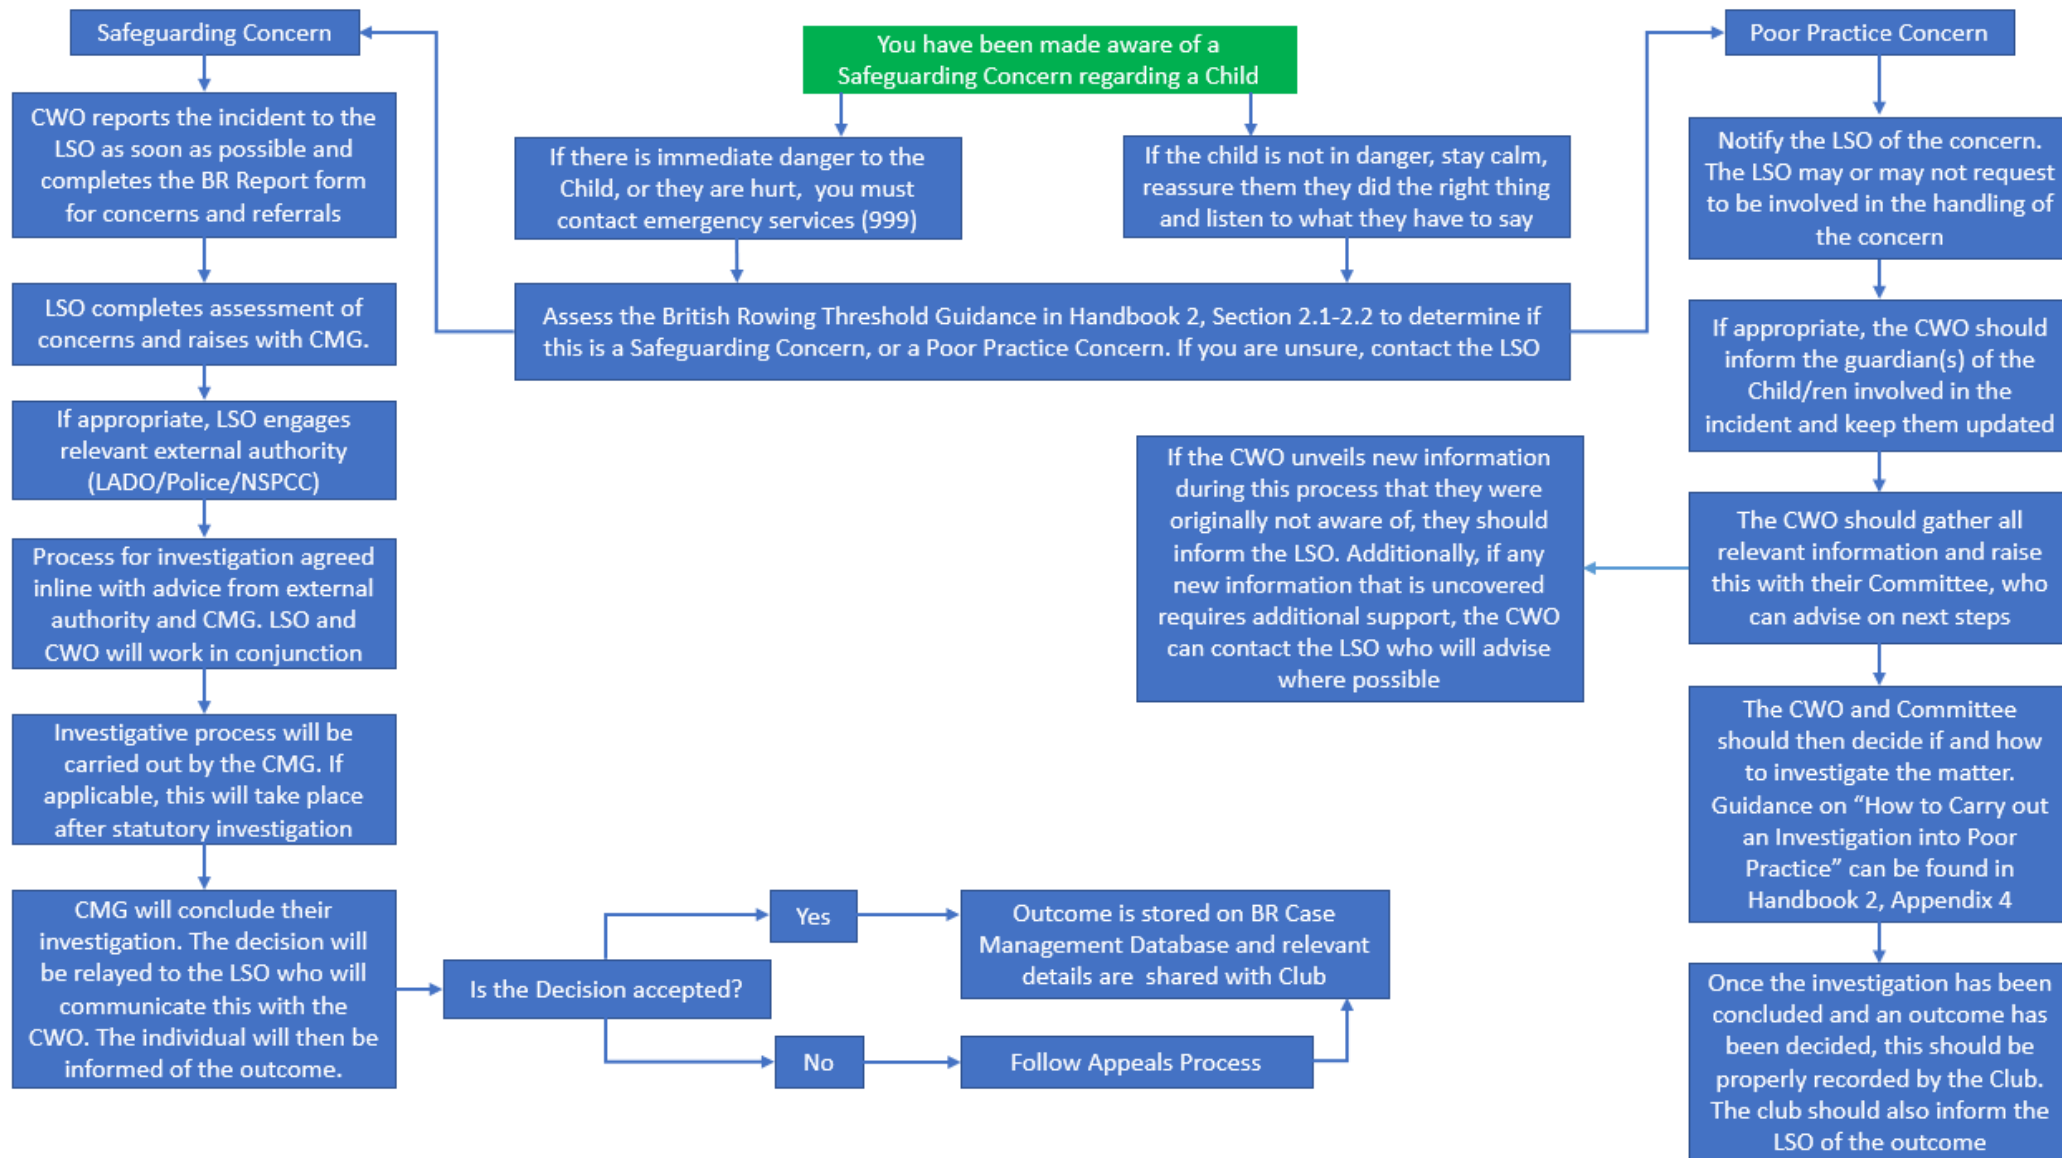 Safeguarding Concern
You have been made aware of a
Safeguarding Concern regarding a Child
Poor Practice Concern
CWO reports the incident to the
LSO as soon as possible and
completes the BR Report form
for concerns and referrals
If there is immediate danger to the
Child, or they are hurt, you must
contact emergency services (999)
If the child is not in danger, stay calm,
reassure them they did the right thing
and listen to what they have to say
Notify the LSO of the concern.
The LSO may or may not request
to be involved in the handling of
the concern
LSO completes assessment of
concerns and raises with CMG.
Assess the British Rowing Threshold Guidance in Handbook 2, Section 2.1-2.2 to determine if
this is a Safeguarding Concern, or a Poor Practice Concern. If you are unsure, contact the LSO
If appropriate, the CWO should
inform the guardian(s) of the
Child/ren involved in the
incident and keep them updated
If appropriate, LSO engages
relevant external authority
(LADO/Police/NSPCC)
If the CWO unveils new information
during this process that they were
originally not aware of, they should
inform the LSO. Additionally, if any
new information that is uncovered
requires additional support, the CWO
can contact the LSO who will advise
where possible
The CWO should gather all
relevant information and raise
this with their Committee, who
can advise on next steps
Process for investigation agreed
inline with advice from external
authority and CMG. LSO and
CWO will work in conjunction
Investigative process will be
carried out by the CMG. If
applicable, this will take place
after statutory investigation
The CWO and Committee
should then decide if and how
to investigate the matter.
Guidance on “How to Carry out
an Investigation into Poor
Practice” can be found in
Handbook 2, Appendix 4
CMG will conclude their
investigation. The decision will
be relayed to the LSO who will
communicate this with the
CWO. The individual will then be
informed of the outcome.
Is the Decision accepted?
Yes
Outcome is stored on BR Case
Management Database and relevant
details are shared with Club
No
Follow Appeals Process
Once the investigation has been
concluded and an outcome has
been decided, this should be
properly recorded by the Club.
The club should also inform the
LSO of the outcome